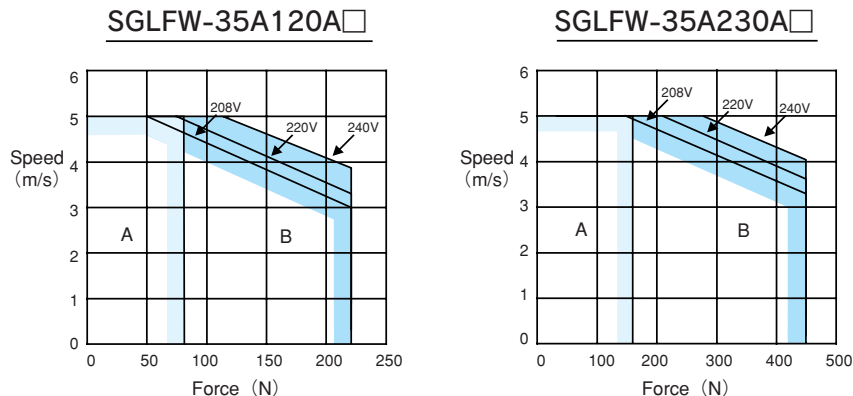 SGLFW-35A120A□
6
5
4
3
2
1
0
Speed
(m/s)
208V
220V
240V
A
B
0 50 100 150 200 250
Force (N)
SGLFW-35A230A□
6
5
4
3
2
1
0
Speed
(m/s)
208V
220V
240V
A
B
0 100 200 300 400 500
Force (N)